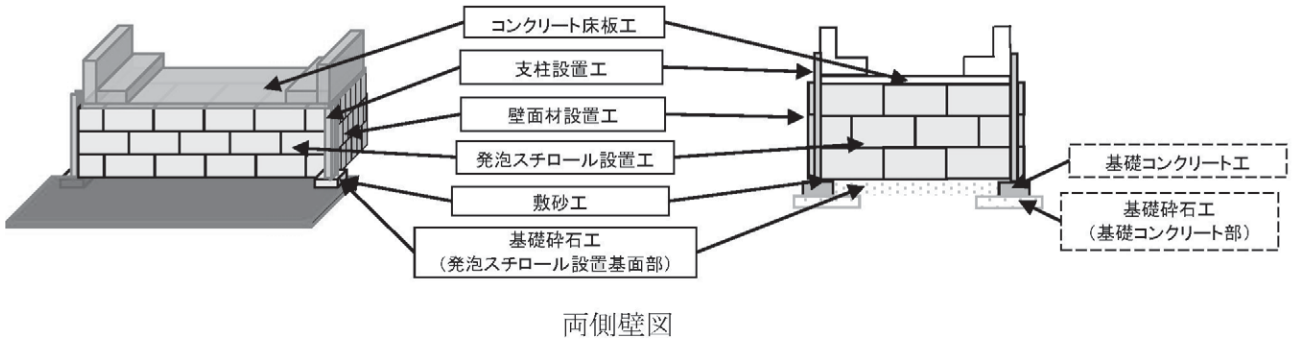 コンクリート床板工
支柱設置工
壁面材設置工
発泡スチロール設置工
敷砂工
基礎砕石工
（発泡スチロール設置基面部）
基礎コンクリート工
基礎砕石工
（基礎コンクリート部）
両側壁図